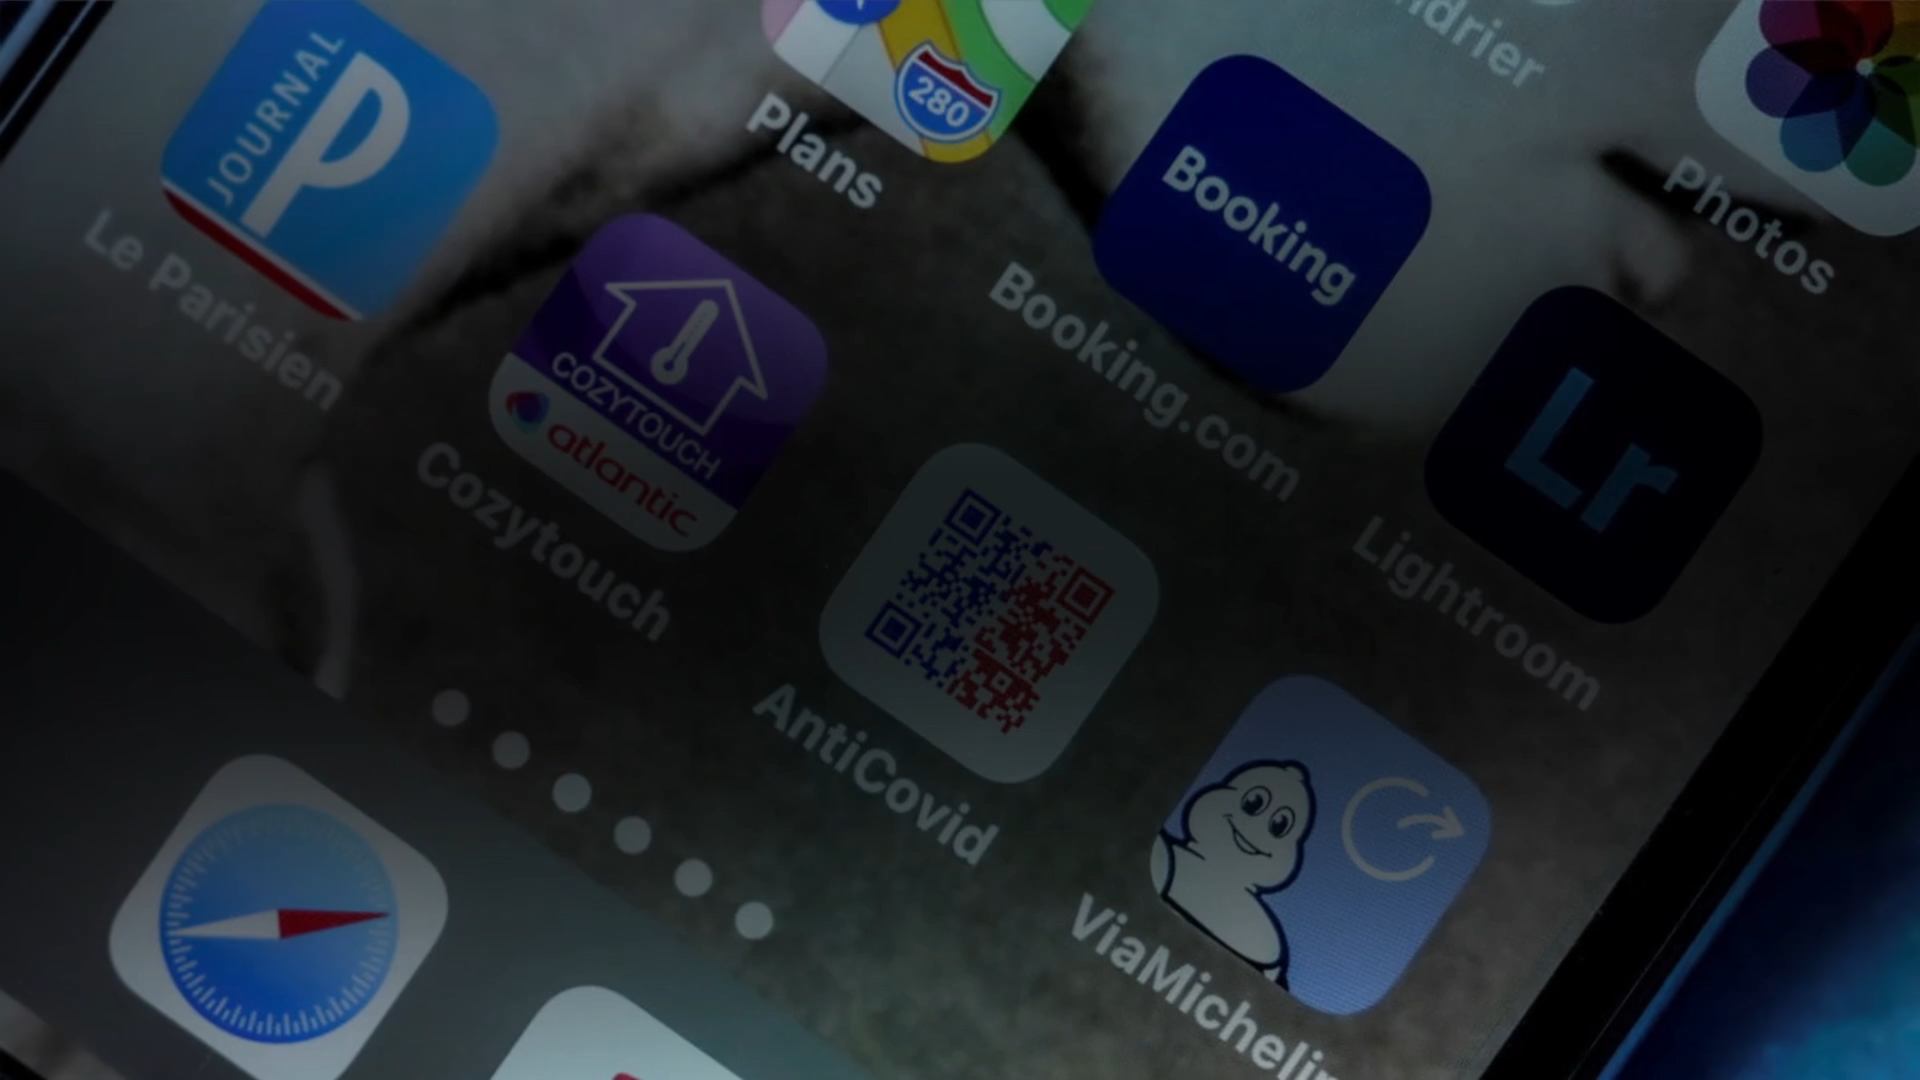 JOURNAL
P
Le Parisien
280
Plans
Booking
Booking.com
Photos
COZYTOUCH
atlantic
Cozytouch
Lr
Lightroom
AntiCovid
ViaMichelin